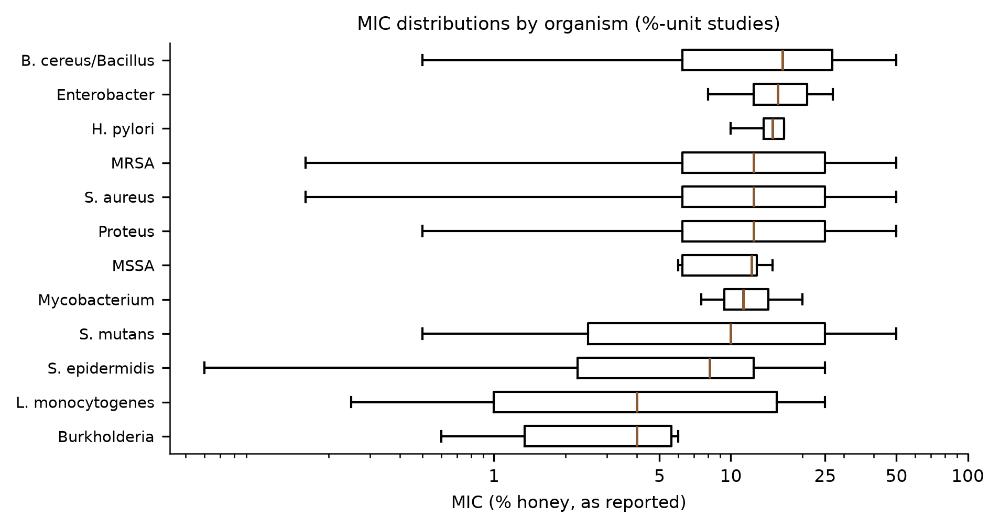 MIC distributions by organism (%-unit studies)
B. cereus/Bacillus
Enterobacter
H. pylori
MRSA
S. aureus
Proteus
MSSA
Mycobacterium
S. mutans
S. epidermidis
L. monocytogenes
Burkholderia
1 5 10 25 50 100
MIC (% honey, as reported)